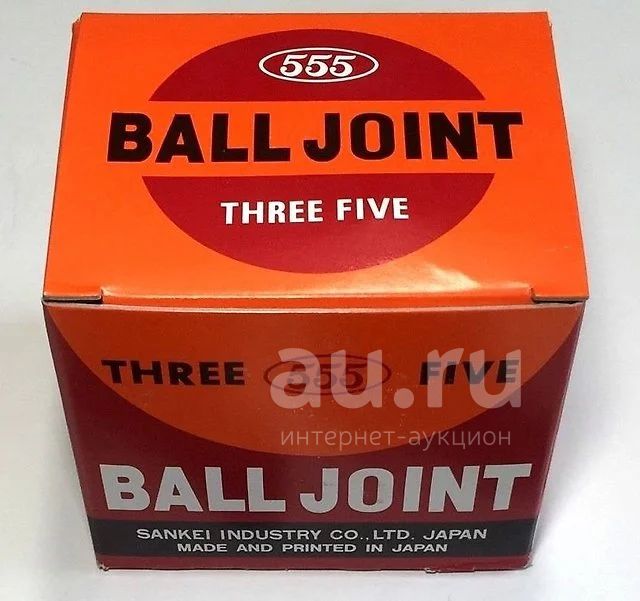 555
BALL JOINT
THREE FIVE
THREE 555 FIVE
au.ru
интернет-аукцион
BALL JOINT
SANKEI INDUSTRY CO.,LTD. JAPAN
MADE AND PRINTED IN JAPAN